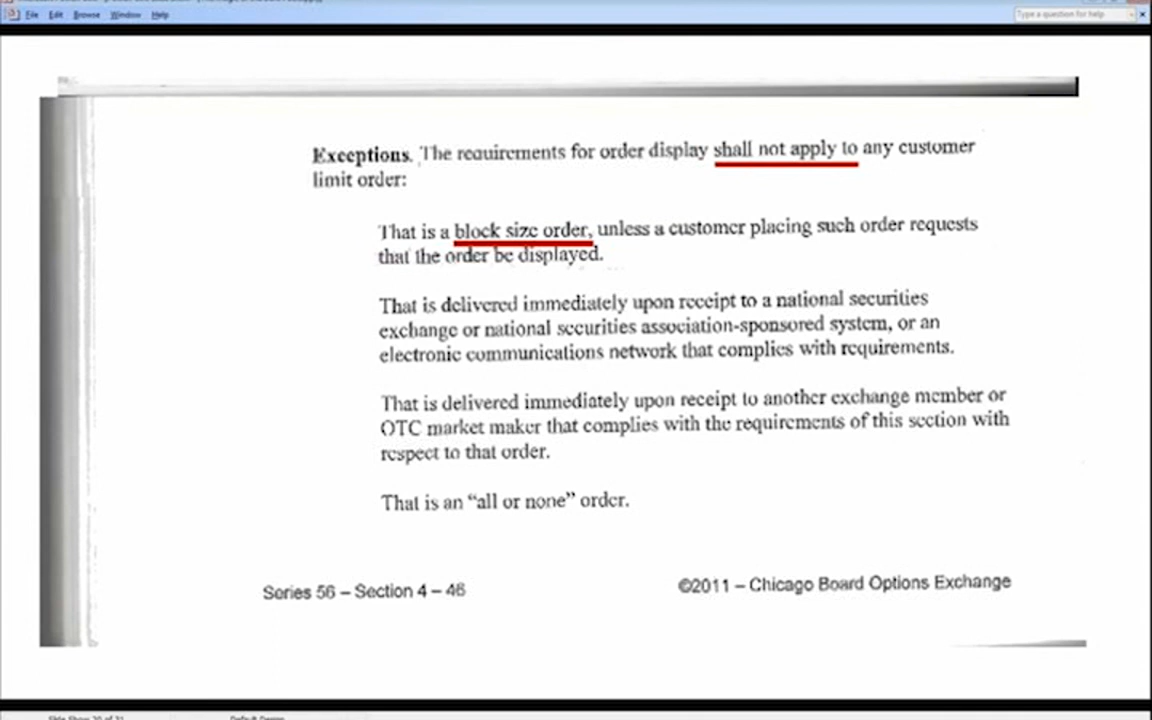 File Edit Browse Window Help
Type a question for help
Exceptions. The requirements for order display shall not apply to any customer
limit order:
That is a block size order, unless a customer placing such order requests
that the order be displayed.
That is delivered immediately upon receipt to a national securities
exchange or national securities association-sponsored system, or an
electronic communications network that complies with requirements.
That is delivered immediately upon receipt to another exchange member or
OTC market maker that complies with the requirements of this section with
respect to that order.
That is an “all or none” order.
Series 56 – Section 4 – 46
©2011 – Chicago Board Options Exchange